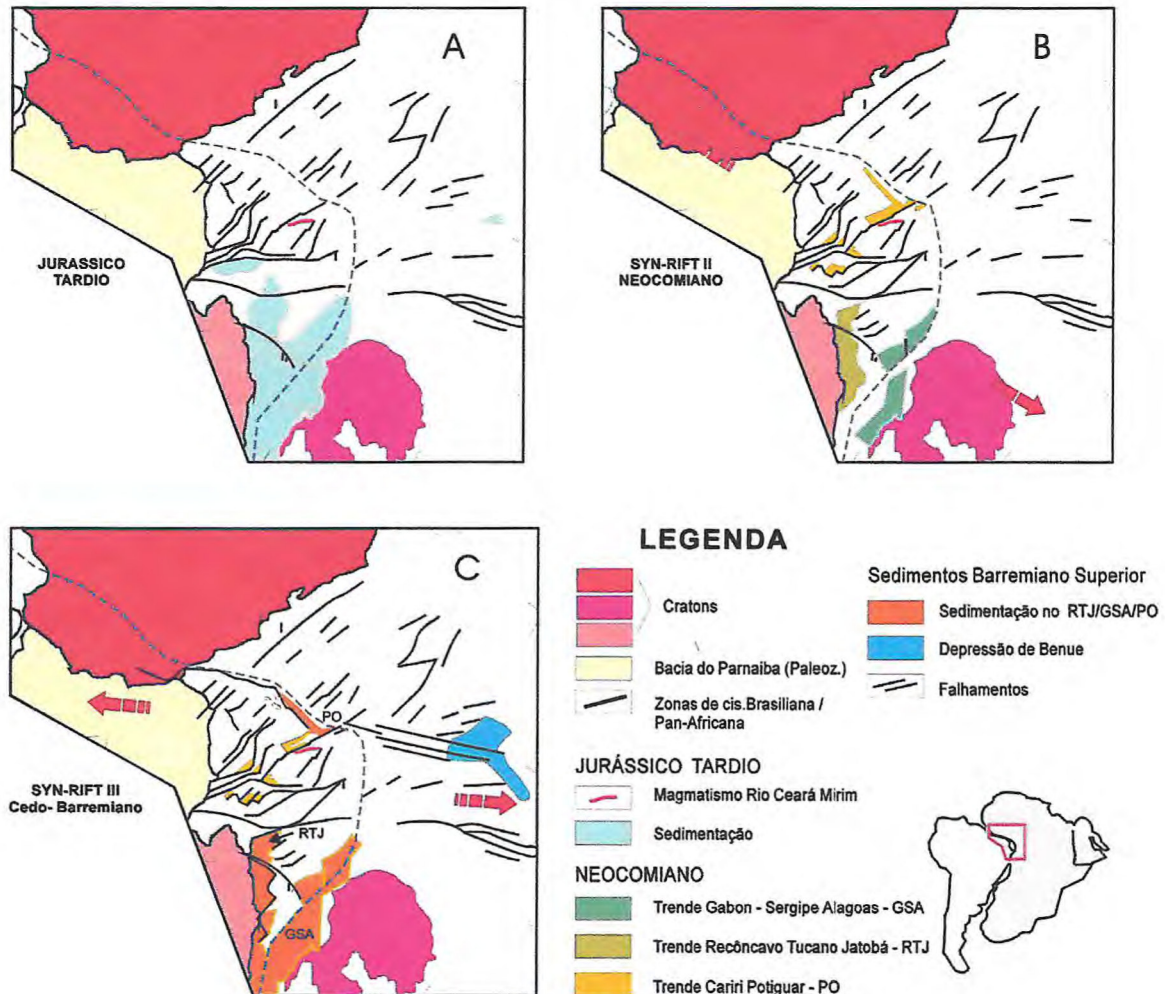 A
JURASSICO
TARDIO
B
SYN-RIFT II
NEOCOMIANO
C
PO
SYN-RIFT III
Cedo- Barremiano
RTJ
GSA
LEGENDA
Cratons
Bacia do Parnaiba (Paleoz.)
Zonas de cis.Brasiliana /
Pan-Africana
Sedimentos Barremiano Superior
Sedimentação no RTJ/GSA/PO
Depressão de Benue
Falhamentos
JURÁSSICO TARDIO
Magmatismo Rio Ceará Mirim
Sedimentação
NEOCOMIANO
Trende Gabon - Sergipe Alagoas - GSA
Trende Recôncavo Tucano Jatobá - RTJ
Trende Cariri Potiguar - PO